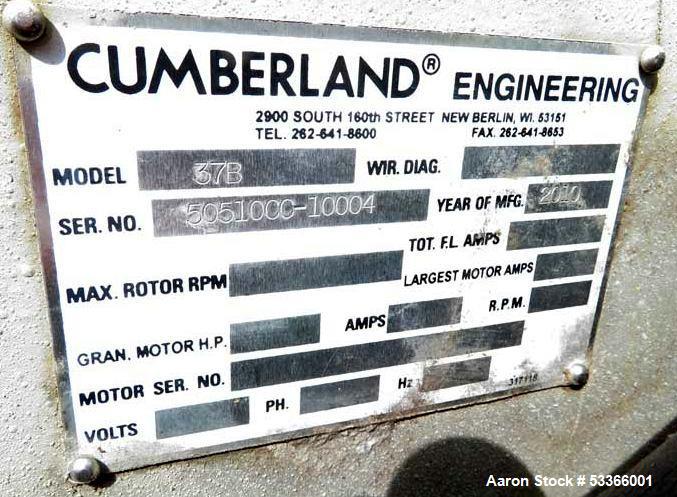 CUMBERLAND® ENGINEERING
2900 SOUTH 160th STREET NEW BERLIN, WI. 53151
TEL. 262-641-8600 FAX. 262-641-8653
MODEL 37B WIR. DIAG.
SER. NO. 505100C-10004 YEAR OF MFG. 2010
TOT. F.L. AMPS
MAX. ROTOR RPM LARGEST MOTOR AMPS
GRAN. MOTOR H.P. AMPS R.P.M.
MOTOR SER. NO.
VOLTS PH. Hz 317116
Aaron Stock # 53366001